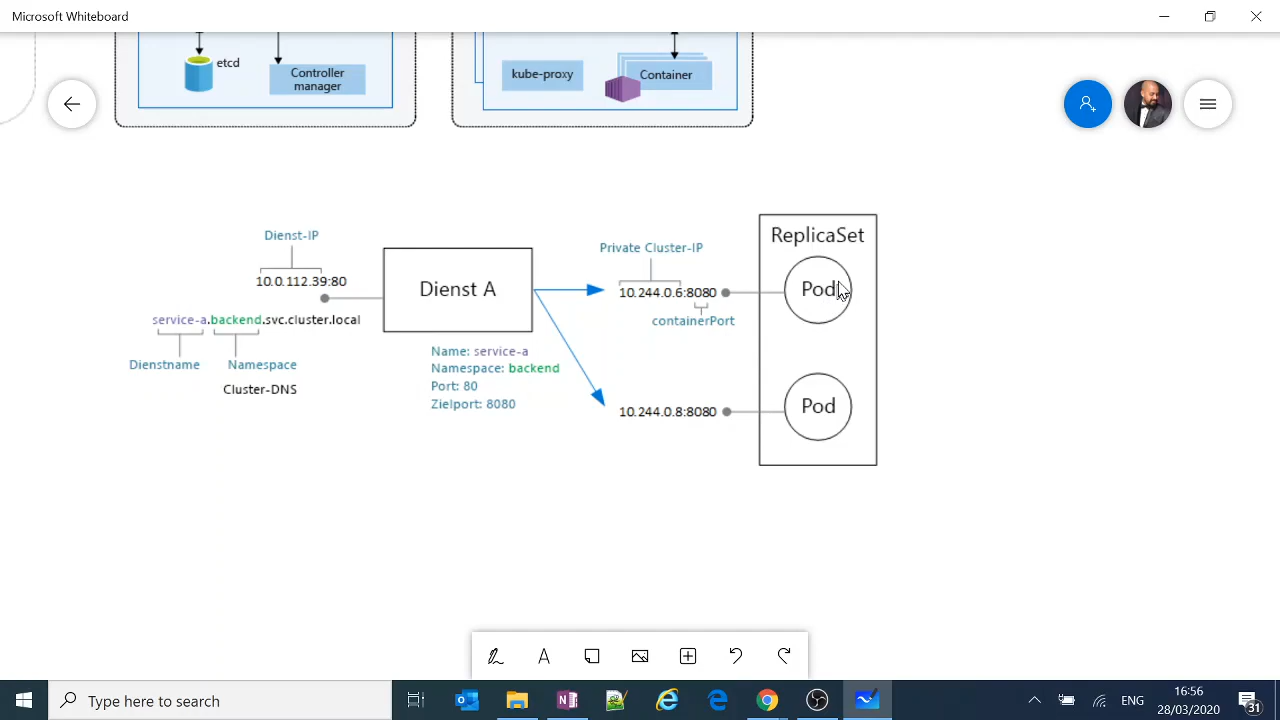 Microsoft Whiteboard
etcd
Controller
manager
kube-proxy
Container
Dienst-IP
10.0.112.39:80
service-a.backend.svc.cluster.local
Dienstname
Namespace
Cluster-DNS
Dienst A
Name: service-a
Namespace: backend
Port: 80
Zielport: 8080
Private Cluster-IP
10.244.0.6:8080
containerPort
10.244.0.8:8080
ReplicaSet
Pod
Pod
Type here to search
ENG
16:56
28/03/2020
31